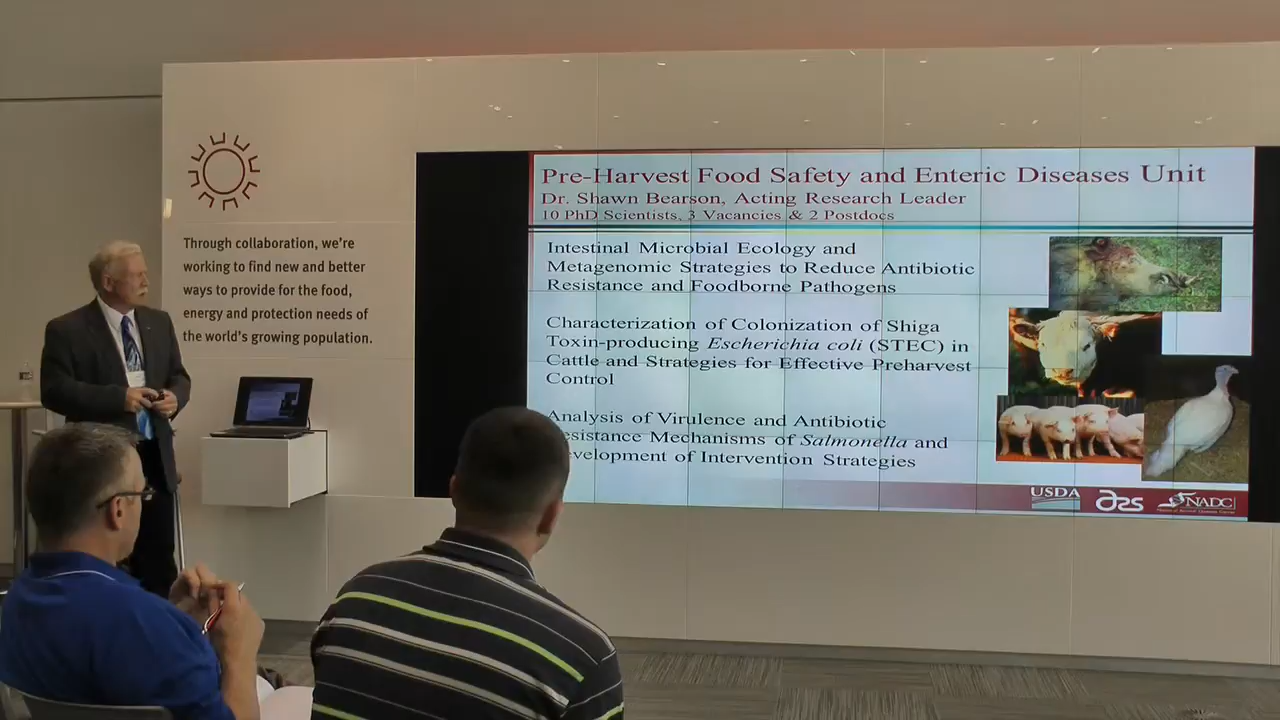 Through collaboration, we're
working to find new and better
ways to provide for the food,
energy and protection needs of
the world's growing population.
Pre-Harvest Food Safety and Enteric Diseases Unit
Dr. Shawn Bearson, Acting Research Leader
10 PhD Scientists, 3 Vacancies & 2 Postdocs
Intestinal Microbial Ecology and
Metagenomic Strategies to Reduce Antibiotic
Resistance and Foodborne Pathogens
Characterization of Colonization of Shiga
Toxin-producing Escherichia coli (STEC) in
Cattle and Strategies for Effective Preharvest
Control
Analysis of Virulence and Antibiotic
esistance Mechanisms of Salmonella and
velopment of Intervention Strategies
USDA ars NADC